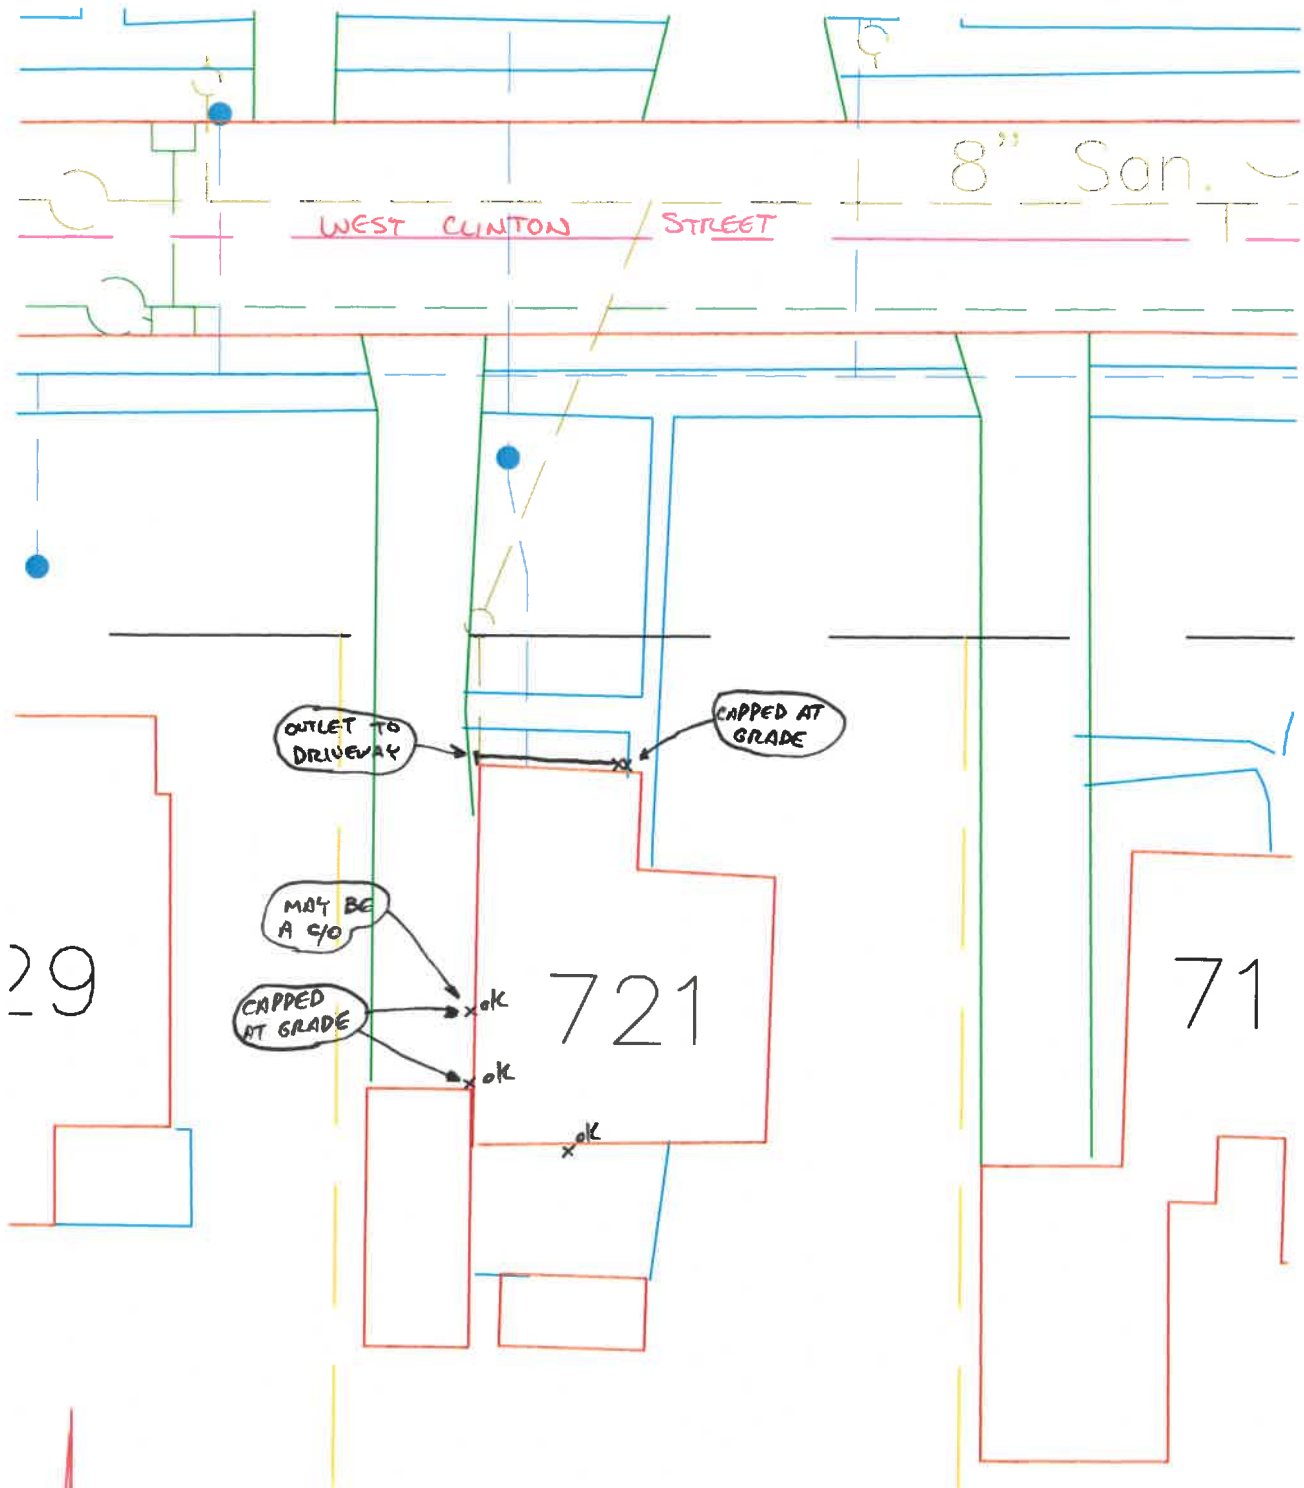 8" San.
WEST CLINTON STREET
OUTLET TO
DRIVEWAY
CAPPED AT
GRADE
MAY BE
A C/O
29
721
71
CAPPED
AT GRADE
ok
ok
ok